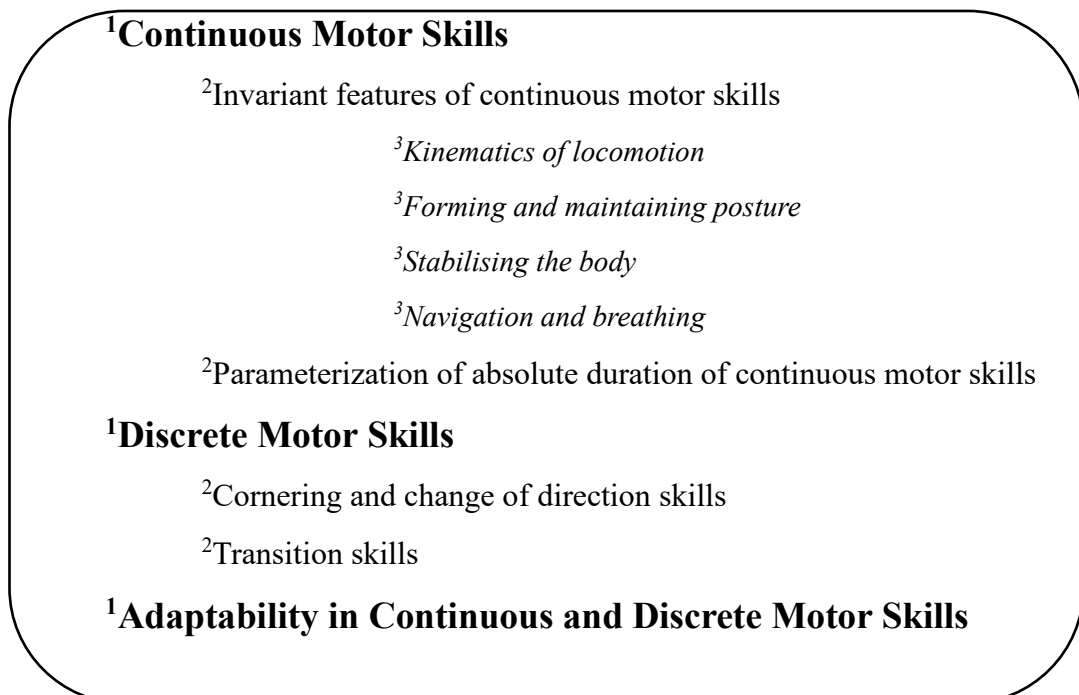 ¹Continuous Motor Skills
²Invariant features of continuous motor skills
³Kinematics of locomotion
³Forming and maintaining posture
³Stabilising the body
³Navigation and breathing
²Parameterization of absolute duration of continuous motor skills
¹Discrete Motor Skills
²Cornering and change of direction skills
²Transition skills
¹Adaptability in Continuous and Discrete Motor Skills